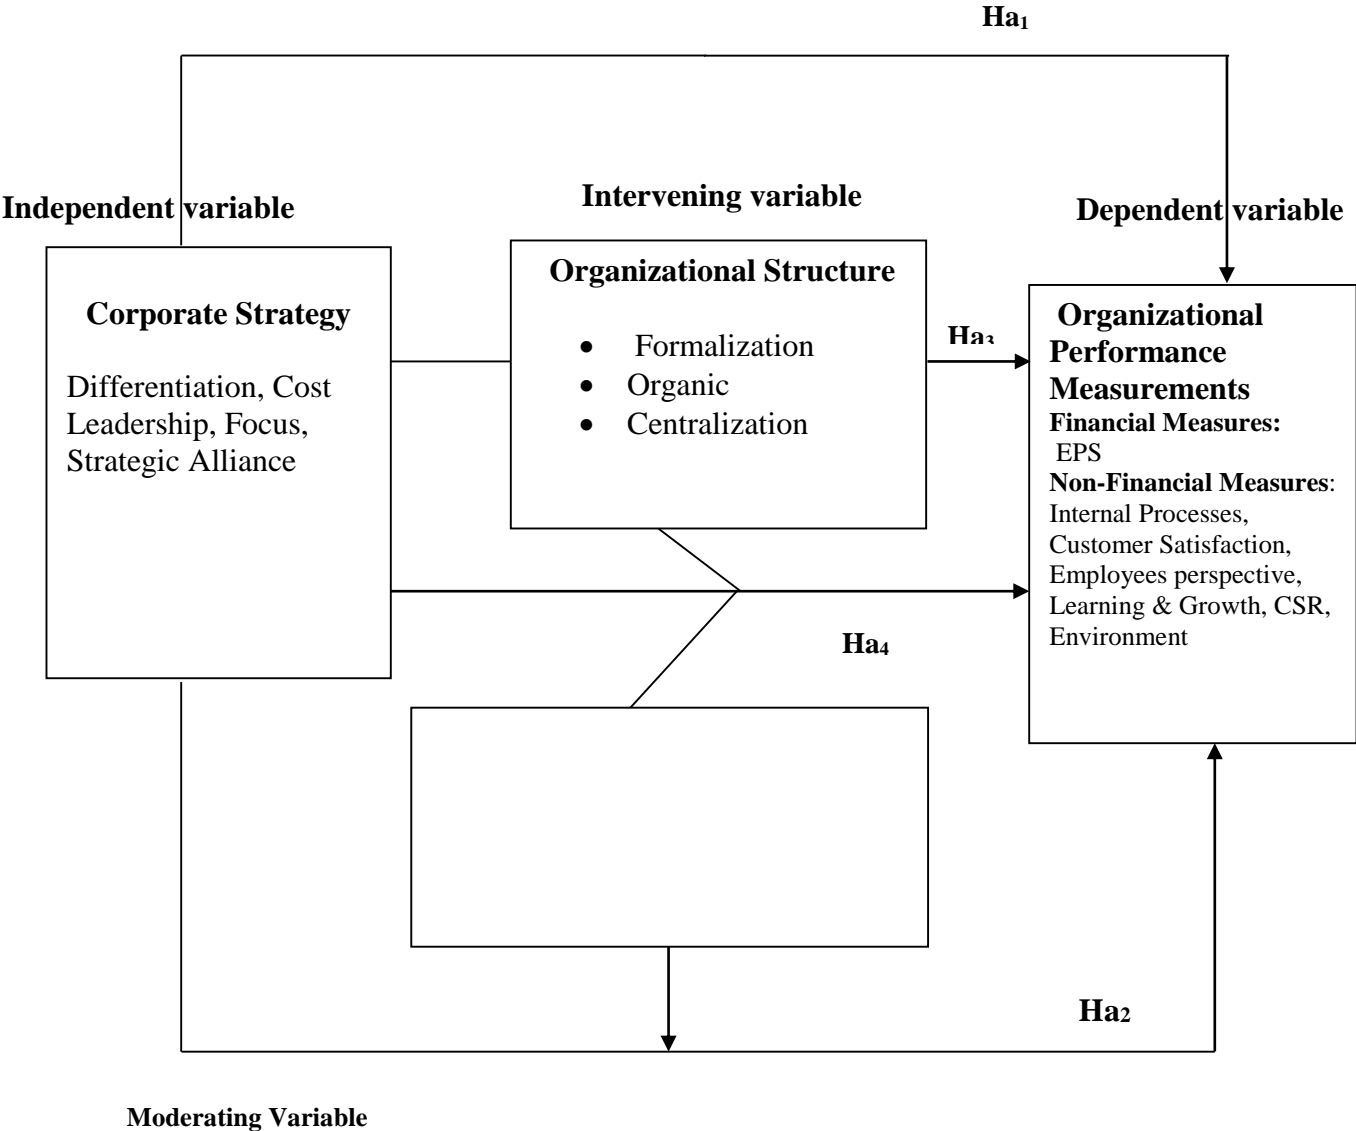 Ha1
Independent variable
Intervening variable
Dependent variable
Corporate Strategy
Differentiation, Cost
Leadership, Focus,
Strategic Alliance
Organizational Structure
• Formalization
• Organic
• Centralization
Ha3
Organizational
Performance
Measurements
Financial Measures:
EPS
Non-Financial Measures:
Internal Processes,
Customer Satisfaction,
Employees perspective,
Learning & Growth, CSR,
Environment
Ha4
Ha2
Moderating Variable